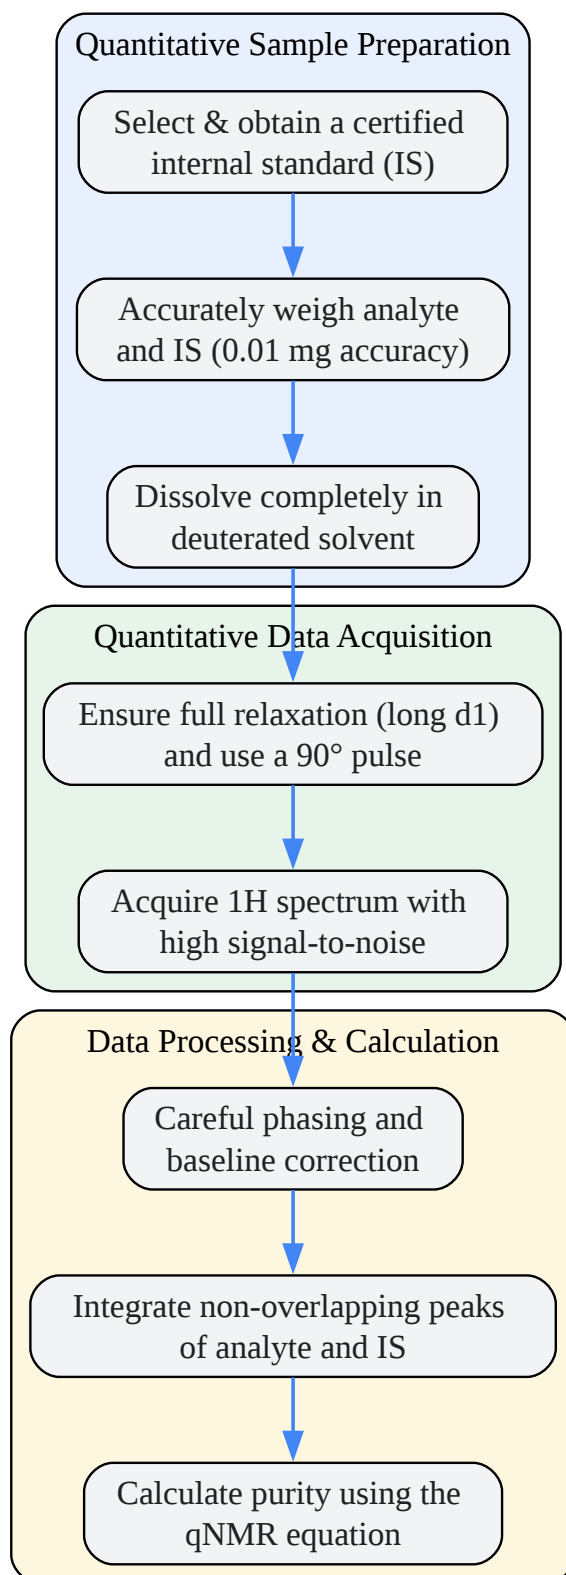 Quantitative Sample Preparation
Select & obtain a certified
internal standard (IS)
Accurately weigh analyte
and IS (0.01 mg accuracy)
Dissolve completely in
deuterated solvent
Quantitative Data Acquisition
Ensure full relaxation (long d1)
and use a 90° pulse
Acquire 1H spectrum with
high signal-to-noise
Data Processing & Calculation
Careful phasing and
baseline correction
Integrate non-overlapping peaks
of analyte and IS
Calculate purity using the
qNMR equation